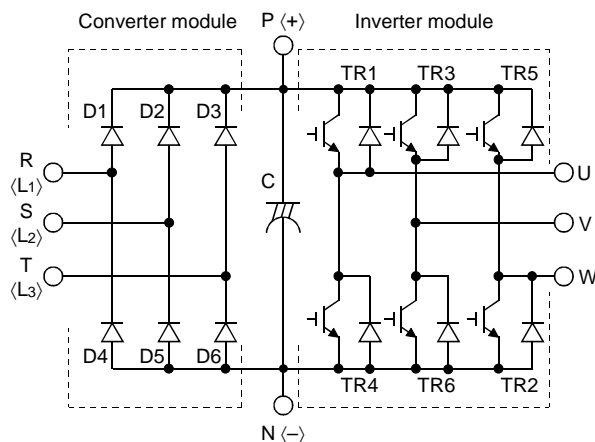 Converter module
P ⟨+⟩
Inverter module
TR1
TR3
TR5
D1
D2
D3
R
⟨L1⟩
S
⟨L2⟩
T
⟨L3⟩
C
U
V
W
D4
D5
D6
TR4
TR6
TR2
N ⟨–⟩